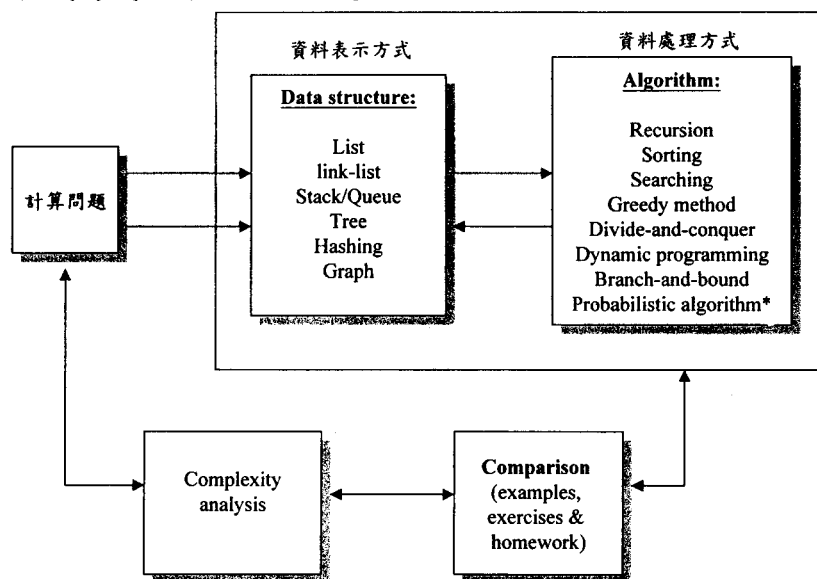 資料表示方式
資料處理方式
Data structure:
List
link-list
Stack/Queue
Tree
Hashing
Graph
Algorithm:
Recursion
Sorting
Searching
Greedy method
Divide-and-conquer
Dynamic programming
Branch-and-bound
Probabilistic algorithm*
計算問題
Complexity
analysis
Comparison
(examples,
exercises &
homework)